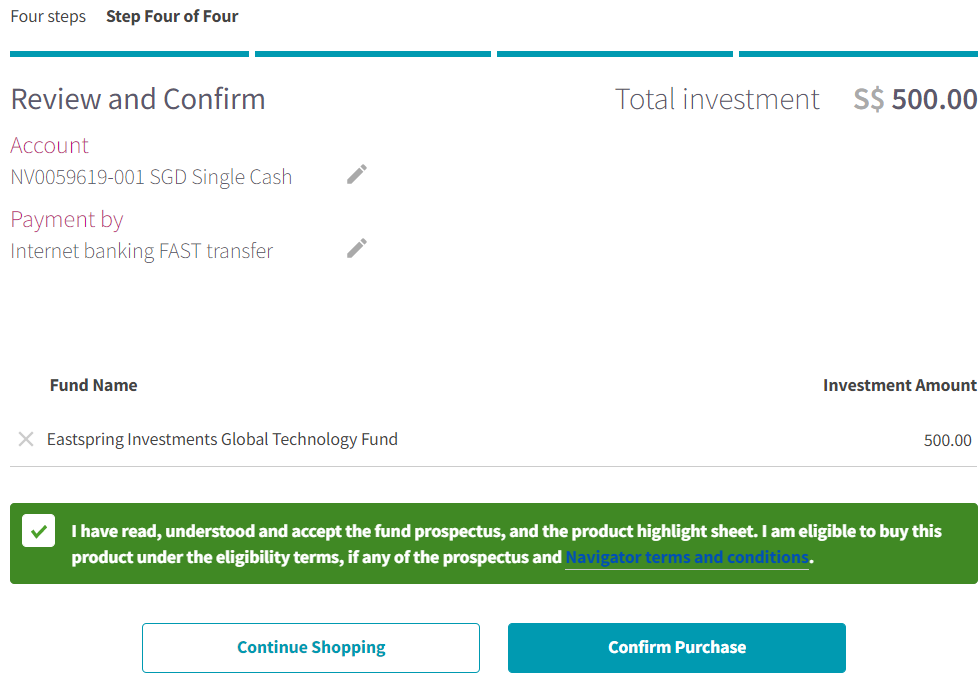 Four steps Step Four of Four
Review and Confirm Total investment S$ 500.00
Account
NV0059619-001 SGD Single Cash
Payment by
Internet banking FAST transfer
Fund Name Investment Amount
Eastspring Investments Global Technology Fund 500.00
I have read, understood and accept the fund prospectus, and the product highlight sheet. I am eligible to buy this
product under the eligibility terms, if any of the prospectus and Navigator terms and conditions.
Continue Shopping Confirm Purchase